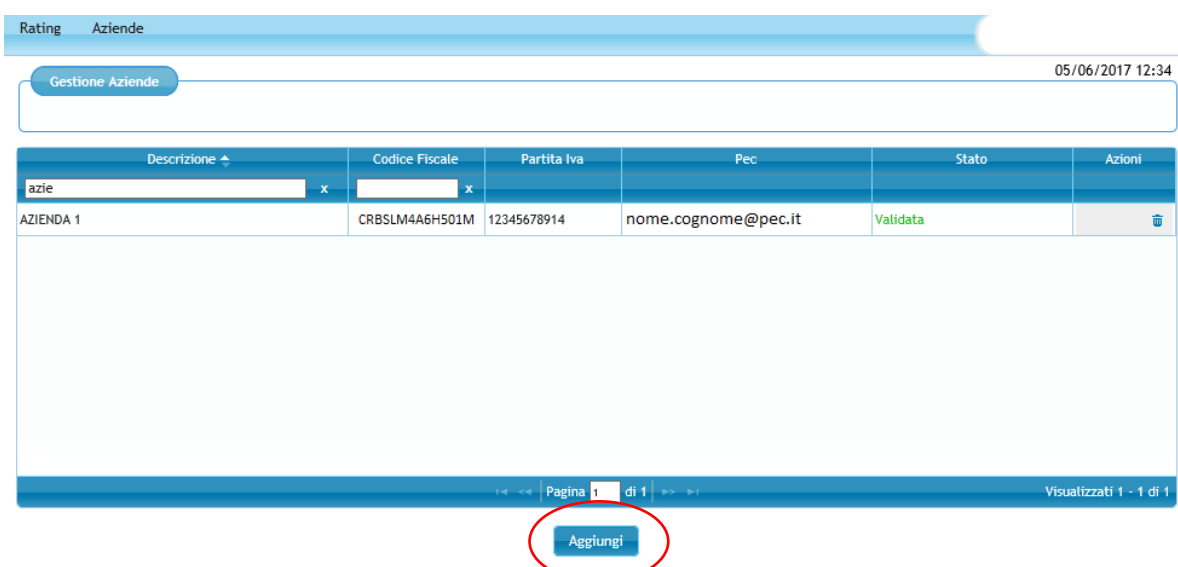 Rating Aziende
05/06/2017 12:34
Gestione Aziende
Descrizione Codice Fiscale Partita Iva Pec Stato Azioni
azie x x
AZIENDA 1 CRBSLM4A6H501M 12345678914 nome.cognome@pec.it Validata
Pagina 1 di 1 Visualizzati 1 - 1 di 1
Aggiungi